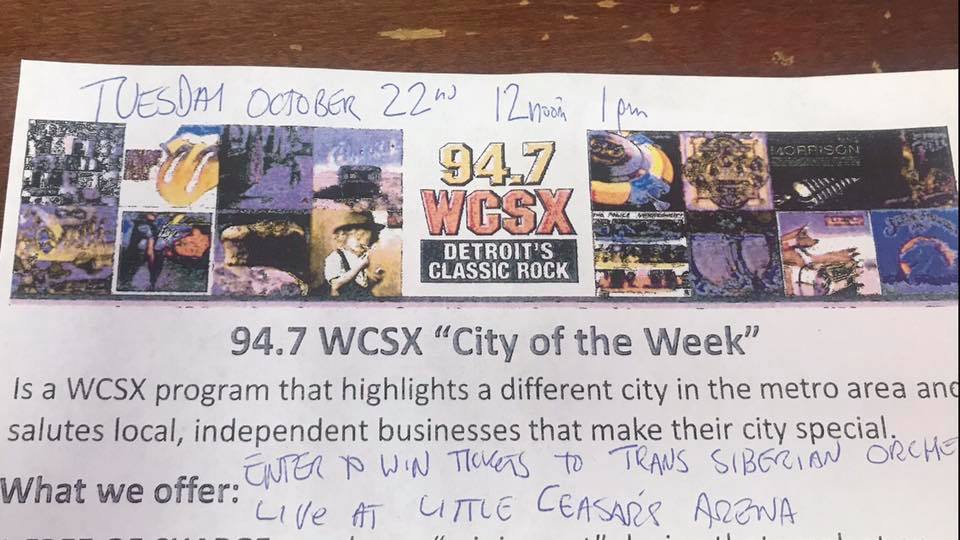 TUESDAY OCTOBER 22ND 12noon 1pm
MORRISON
94.7
WCSX
DETROIT'S
CLASSIC ROCK
94.7 WCSX “City of the Week”
Is a WCSX program that highlights a different city in the metro area and
salutes local, independent businesses that make their city special.
ENTER TO WIN TICKETS TO TRANS SIBERIAN ORCHE
What we offer:
LIVE AT LITTLE CEASAR'S ARENA